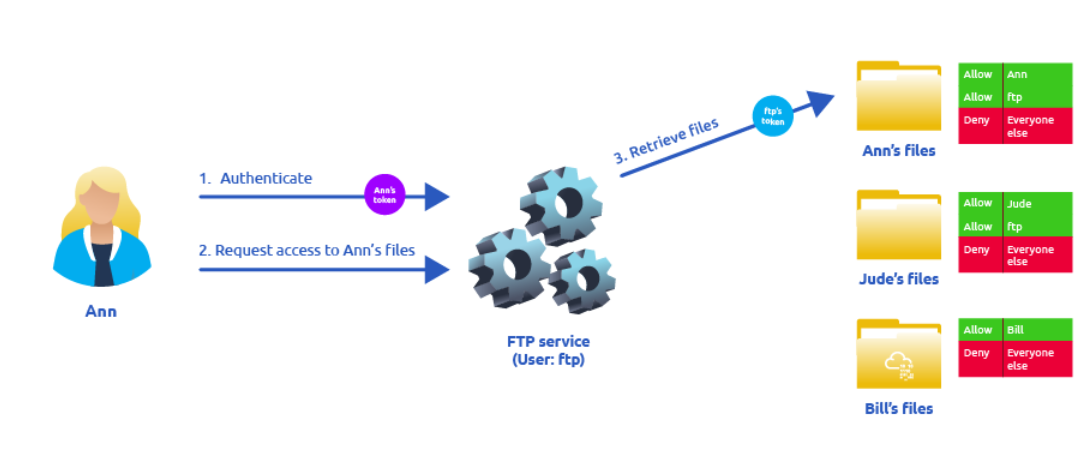 1. Authenticate
Ann's
token
2. Request access to Ann's files
Ann
FTP service
(User: ftp)
3. Retrieve files
ftp's
token
Allow Ann
Allow ftp
Deny Everyone
else
Ann's files
Allow Jude
Allow ftp
Deny Everyone
else
Jude's files
Allow Bill
Deny Everyone
else
Bill's files